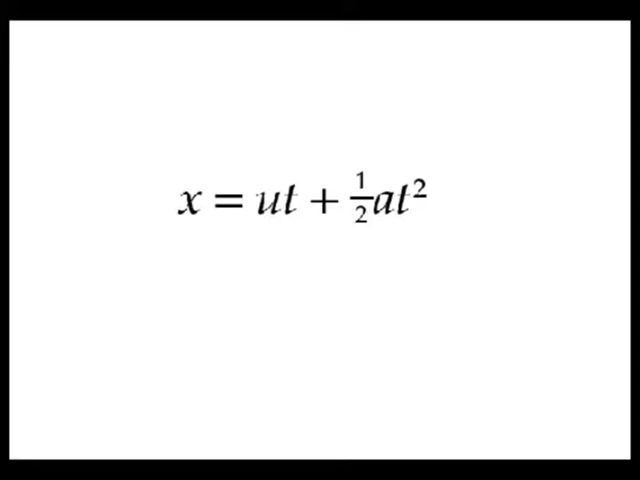 x = ut + ½at²